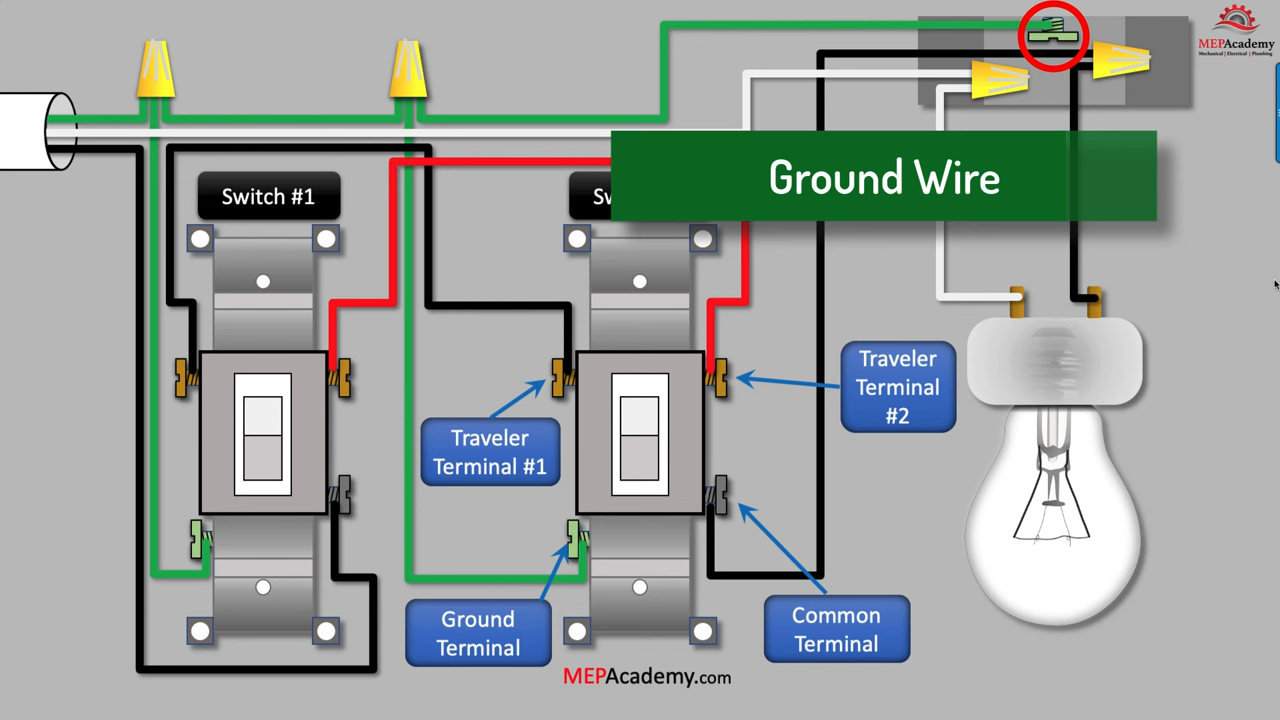 MEPAcademy
Mechanical | Electrical | Plumbing
Ground Wire
Switch #1
Sw
Traveler
Terminal
#2
Traveler
Terminal #1
Ground
Terminal
Common
Terminal
MEPAcademy.com